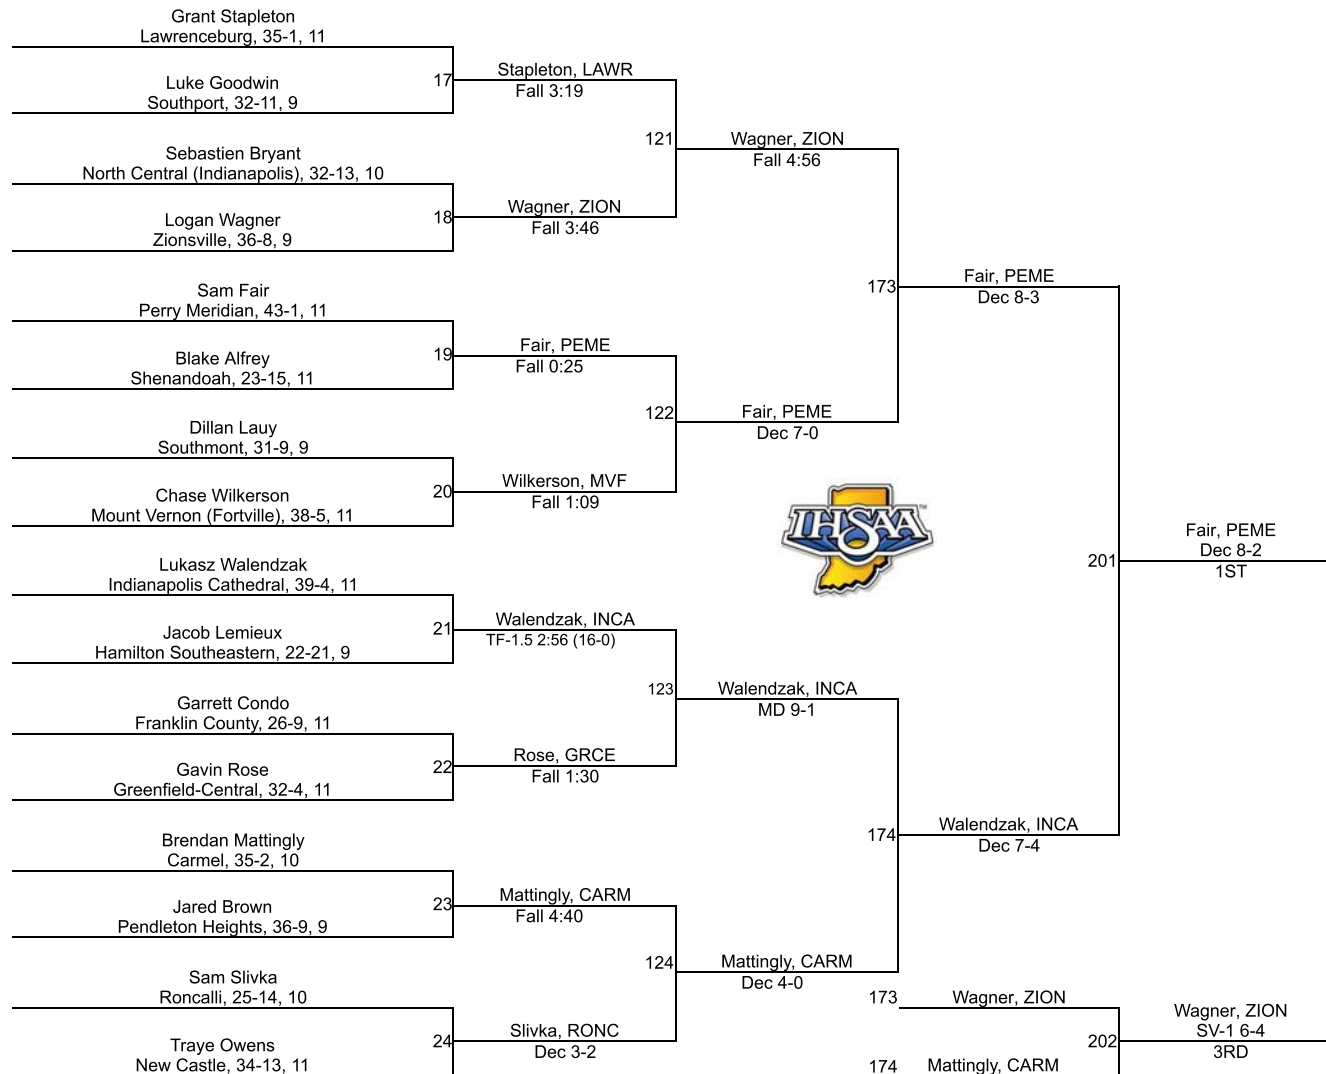 Grant Stapleton
Lawrenceburg, 35-1, 11
Luke Goodwin
Southport, 32-11, 9
Sebastien Bryant
North Central (Indianapolis), 32-13, 10
Logan Wagner
Zionsville, 36-8, 9
Sam Fair
Perry Meridian, 43-1, 11
Blake Alfrey
Shenandoah, 23-15, 11
Dillan Lauy
Southmont, 31-9, 9
Chase Wilkerson
Mount Vernon (Fortville), 38-5, 11
Lukasz Walendzak
Indianapolis Cathedral, 39-4, 11
Jacob Lemieux
Hamilton Southeastern, 22-21, 9
Garrett Condo
Franklin County, 26-9, 11
Gavin Rose
Greenfield-Central, 32-4, 11
Brendan Mattingly
Carmel, 35-2, 10
Jared Brown
Pendleton Heights, 36-9, 9
Sam Slivka
Roncalli, 25-14, 10
Traye Owens
New Castle, 34-13, 11
17
Stapleton, LAWR
Fall 3:19
18
Wagner, ZION
Fall 3:46
19
Fair, PEME
Fall 0:25
20
Wilkerson, MVF
Fall 1:09
21
Walendzak, INCA
TF-1.5 2:56 (16-0)
22
Rose, GRCE
Fall 1:30
23
Mattingly, CARM
Fall 4:40
24
Slivka, RONC
Dec 3-2
121
Wagner, ZION
Fall 4:56
122
Fair, PEME
Dec 7-0
123
Walendzak, INCA
MD 9-1
124
Mattingly, CARM
Dec 4-0
IHSAA
TM
173
Fair, PEME
Dec 8-3
174
Walendzak, INCA
Dec 7-4
201
Fair, PEME
Dec 8-2
1ST
173
Wagner, ZION
174
Mattingly, CARM
202
Wagner, ZION
SV-1 6-4
3RD